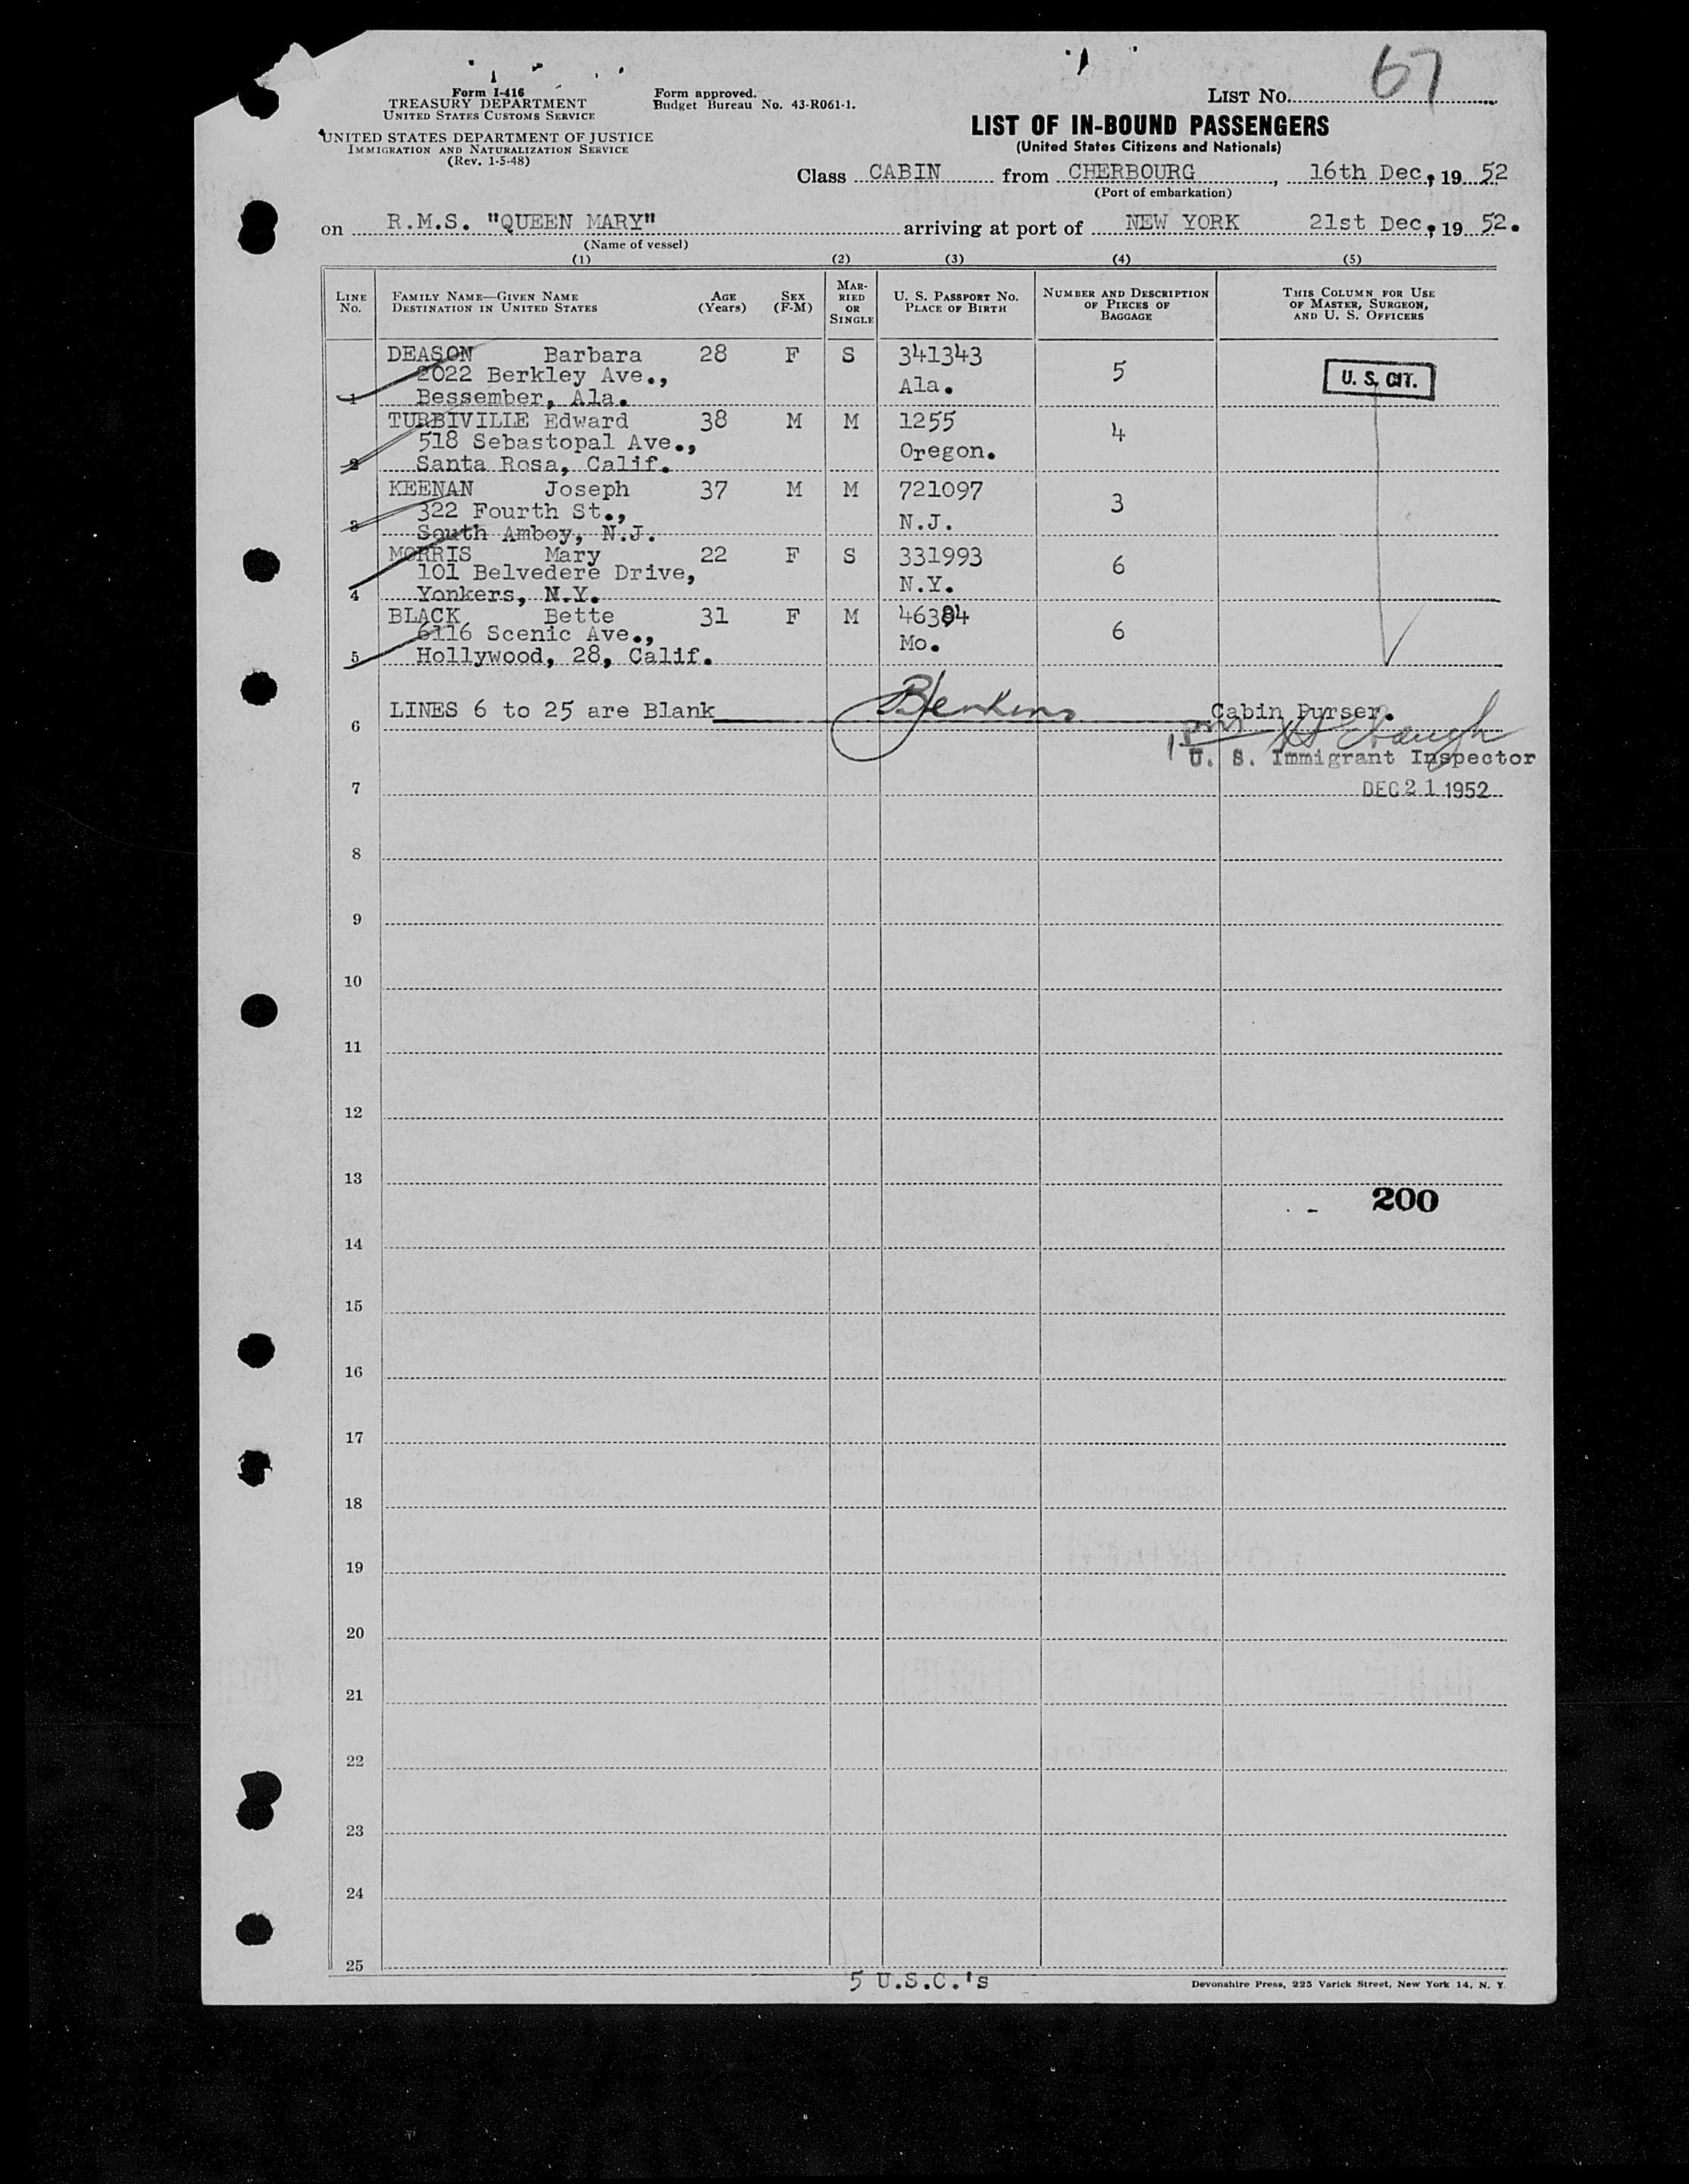 Form I-416
TREASURY DEPARTMENT
UNITED STATES CUSTOMS SERVICE
UNITED STATES DEPARTMENT OF JUSTICE
IMMIGRATION AND NATURALIZATION SERVICE
(Rev. 1-5-48)
Form approved.
Budget Bureau No. 43-R061-1.
LIST No. 67
LIST OF IN-BOUND PASSENGERS
(United States Citizens and Nationals)
Class CABIN from CHERBOURG, 16th Dec, 19 52
(Port of embarkation)
on R.M.S. "QUEEN MARY" arriving at port of NEW YORK 21st Dec, 19 52.
(Name of vessel)
(1) (2) (3) (4) (5)
LINE No. FAMILY NAME—GIVEN NAME DESTINATION IN UNITED STATES AGE (Years) SEX (F-M) MARRIED OR SINGLE U. S. PASSPORT No. PLACE OF BIRTH NUMBER AND DESCRIPTION OF PIECES OF BAGGAGE THIS COLUMN FOR USE OF MASTER, SURGEON, AND U. S. OFFICERS
DEASON Barbara 28 F S 341343
2022 Berkley Ave., Ala. 5 U. S. CIT.
1 Bessember, Ala.
TURBIVILLE Edward 38 M M 1255
518 Sebastopal Ave., Oregon. 4
2 Santa Rosa, Calif.
KEENAN Joseph 37 M M 721097
322 Fourth St., N.J. 3
3 South Amboy, N.J.
MORRIS Mary 22 F S 331993
101 Belvedere Drive, N.Y. 6
4 Yonkers, N.Y.
BLACK Bette 31 F M
6116 Scenic Ave., Mo. 6
5 Hollywood, 28, Calif.
6 LINES 6 to 25 are Blank BJenkins Cabin Purser.
U. S. Immigrant Inspector
7 DEC 21 1952
8
9
10
11
12
13
200
14
15
16
17
18
19
20
21
22
23
24
25
5 U.S.C.'s
Devonshire Press, 225 Varick Street, New York 14, N. Y.